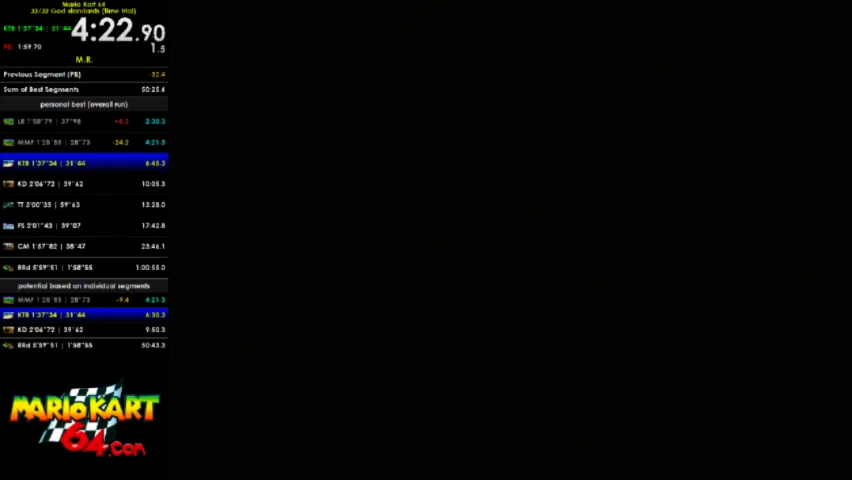 Mario Kart 64
32/32 God standards (time trial)
KTB 1'37"34 | 31"44
4:22.90
PB 1:59.70
1.5
M.R.
Previous Segment (PB) -32.4
Sum of Best Segments 50:25.6
personal best (overall run)
LR 1'58"79 | 37"98 +0.2 2:30.3
MMF 1'28"85 | 28"73 -24.2 4:21.5
KTB 1'37"34 | 31"44 6:45.3
KD 2'06"72 | 39"62 10:05.3
TT 3'00"35 | 59"63 13:28.0
FS 2'01"43 | 39"07 17:42.8
CM 1'57"82 | 38"47 23:46.1
RRd 5'59"51 | 1'58"55 1:00:55.0
potential based on individual segments
MMF 1'28"85 | 28"73 -9.4 4:21.5
KTB 1'37"34 | 31"44 6:30.3
KD 2'06"72 | 39"62 9:50.3
RRd 5'59"51 | 1'58"55 50:43.3
MARIOKART
64.COM